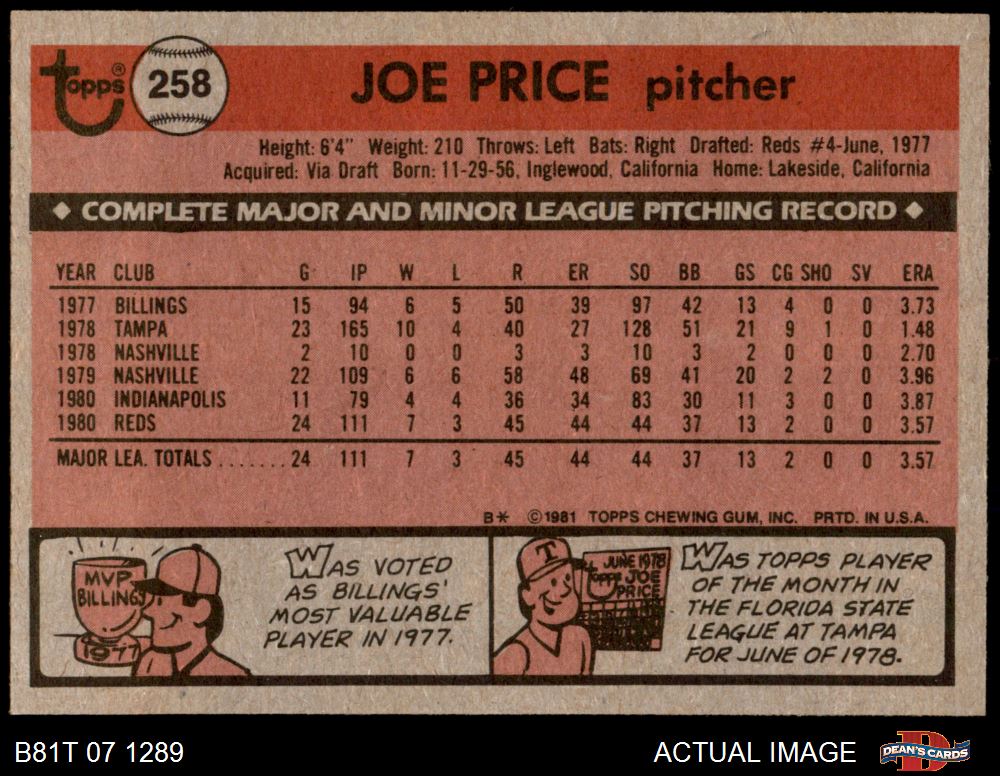 topps® 258 JOE PRICE pitcher
Height: 6'4" Weight: 210 Throws: Left Bats: Right Drafted: Reds #4-June, 1977
Acquired: Via Draft Born: 11-29-56, Inglewood, California Home: Lakeside, California
◆ COMPLETE MAJOR AND MINOR LEAGUE PITCHING RECORD ◆
YEAR CLUB G IP W L R ER SO BB GS CG SHO SV ERA
1977 BILLINGS 15 94 6 5 50 39 97 42 13 4 0 0 3.73
1978 TAMPA 23 165 10 4 40 27 128 51 21 9 1 0 1.48
1978 NASHVILLE 2 10 0 0 3 3 10 3 2 0 0 0 2.70
1979 NASHVILLE 22 109 6 6 58 48 69 41 20 2 2 0 3.96
1980 INDIANAPOLIS 11 79 4 4 36 34 83 30 11 3 0 0 3.87
1980 REDS 24 111 7 3 45 44 44 37 13 2 0 0 3.57
MAJOR LEA. TOTALS .......24 111 7 3 45 44 44 37 13 2 0 0 3.57
B* ©1981 TOPPS CHEWING GUM, INC. PRTD. IN U.S.A.
MVP
BILLINGS
1977
WAS VOTED
AS BILLINGS'
MOST VALUABLE
PLAYER IN 1977.
T
JUNE 1978
topps JOE
PRICE
WAS TOPPS PLAYER
OF THE MONTH IN
THE FLORIDA STATE
LEAGUE AT TAMPA
FOR JUNE OF 1978.
B81T 07 1289 ACTUAL IMAGE DEAN'S CARDS